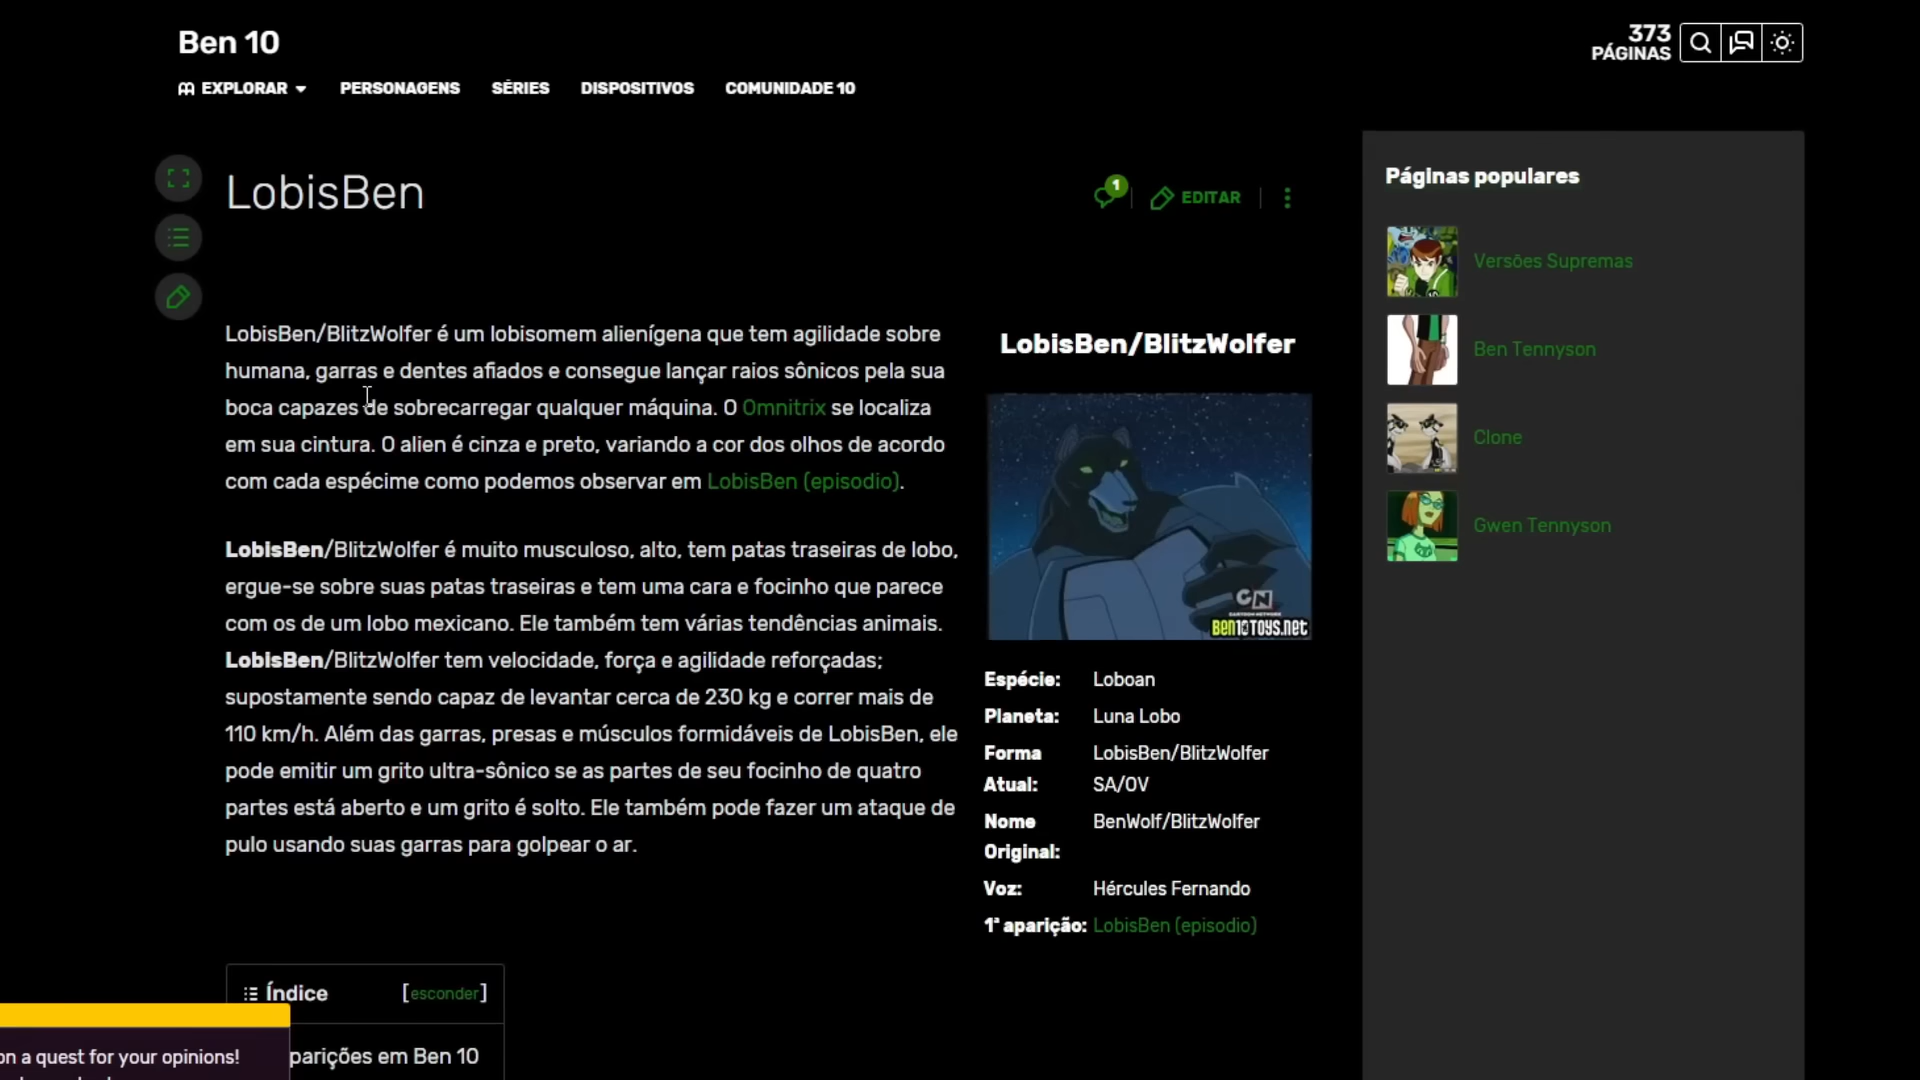 Ben 10
373
PÁGINAS
EXPLORAR
PERSONAGENS
SÉRIES
DISPOSITIVOS
COMUNIDADE 10
LobisBen
1
EDITAR
LobisBen/BlitzWolfer é um lobisomem alienígena que tem agilidade sobre
humana, garras e dentes afiados e consegue lançar raios sônicos pela sua
boca capazes de sobrecarregar qualquer máquina. O Omnitrix se localiza
em sua cintura. O alien é cinza e preto, variando a cor dos olhos de acordo
com cada espécime como podemos observar em LobisBen (episodio).
LobisBen/BlitzWolfer é muito musculoso, alto, tem patas traseiras de lobo,
ergue-se sobre suas patas traseiras e tem uma cara e focinho que parece
com os de um lobo mexicano. Ele também tem várias tendências animais.
LobisBen/BlitzWolfer tem velocidade, força e agilidade reforçadas;
supostamente sendo capaz de levantar cerca de 230 kg e correr mais de
110 km/h. Além das garras, presas e músculos formidáveis de LobisBen, ele
pode emitir um grito ultra-sônico se as partes de seu focinho de quatro
partes está aberto e um grito é solto. Ele também pode fazer um ataque de
pulo usando suas garras para golpear o ar.
Índice [esconder]
parições em Ben 10
on a quest for your opinions!
LobisBen/BlitzWolfer
CN
CARTOON NETWORK
BEN10TOYS.net
Espécie: Loboan
Planeta: Luna Lobo
Forma Atual: LobisBen/BlitzWolfer
SA/OV
Nome Original: BenWolf/BlitzWolfer
Voz: Hércules Fernando
1ª aparição: LobisBen (episodio)
Páginas populares
Versões Supremas
Ben Tennyson
Clone
Gwen Tennyson